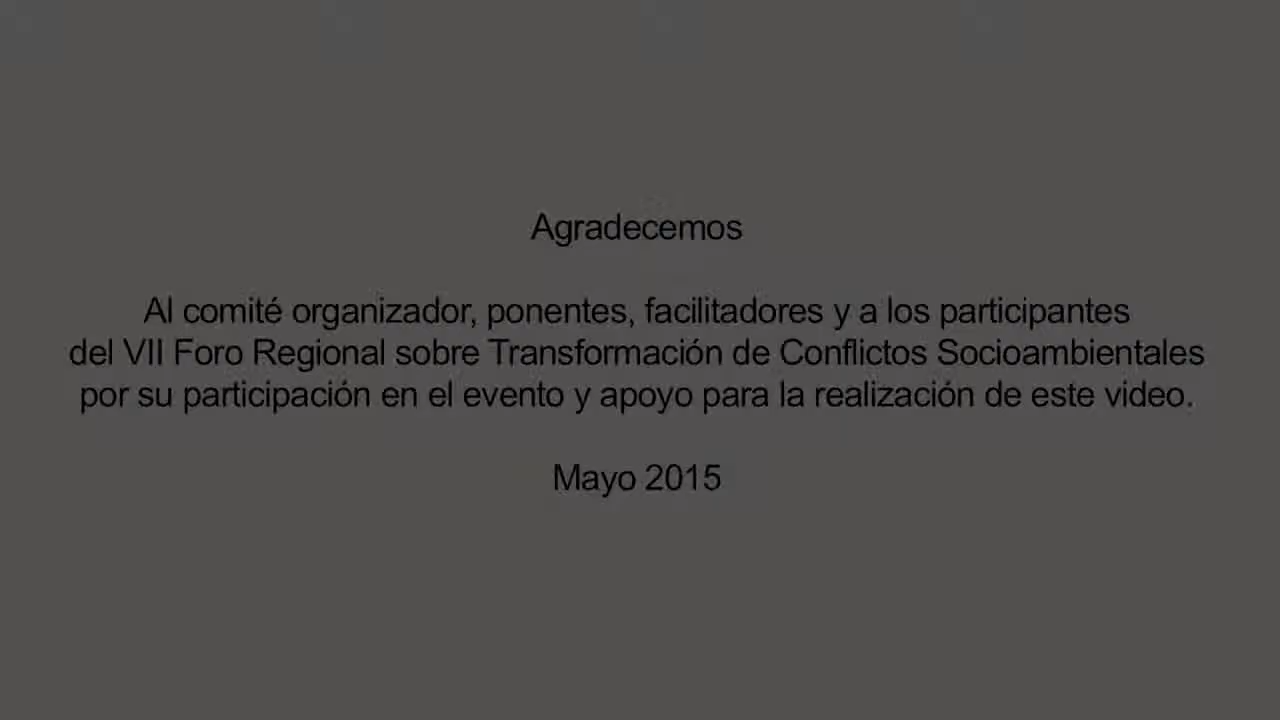 Agradecemos
Al comité organizador, ponentes, facilitadores y a los participantes
del VII Foro Regional sobre Transformación de Conflictos Socioambientales
por su participación en el evento y apoyo para la realización de este video.
Mayo 2015